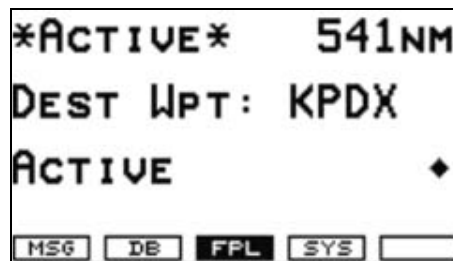 *ACTIVE* 541NM
DEST WPT: KPDX
ACTIVE ◆
MSG DB FPL SYS